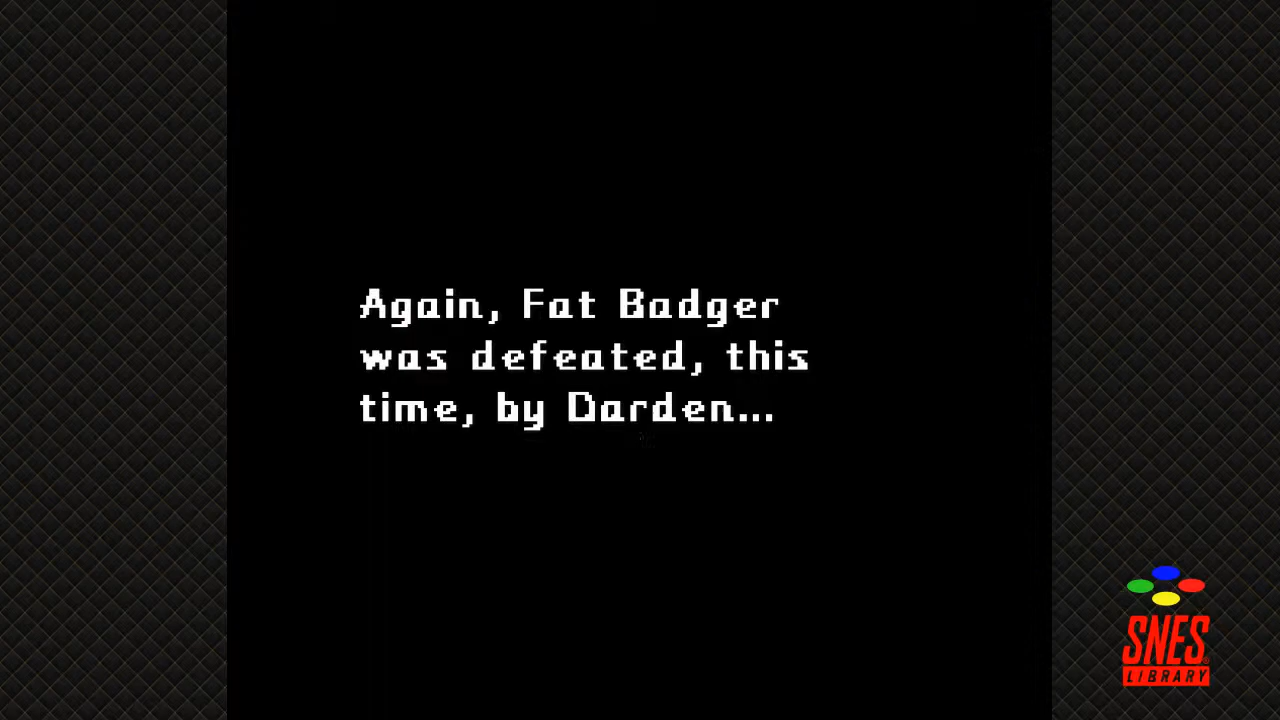 Again, Fat Badger
was defeated, this
time, by Darden...
SNES®
LIBRARY